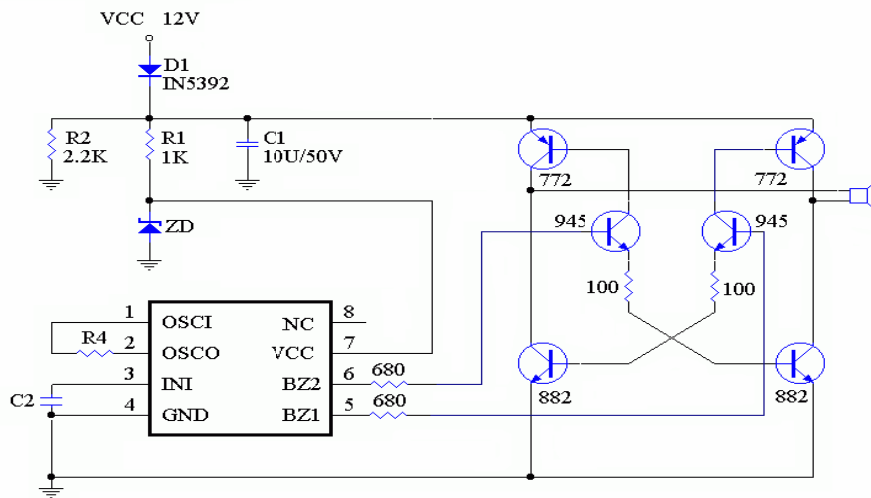 VCC 12V
D1
IN5392
R2
2.2K
R1
1K
C1
10U/50V
772
772
945
945
ZD
100
100
1
OSCI
NC
8
R4
2
OSCO
VCC
7
680
3
INI
BZ2
6
C2
4
GND
BZ1
5
680
882
882